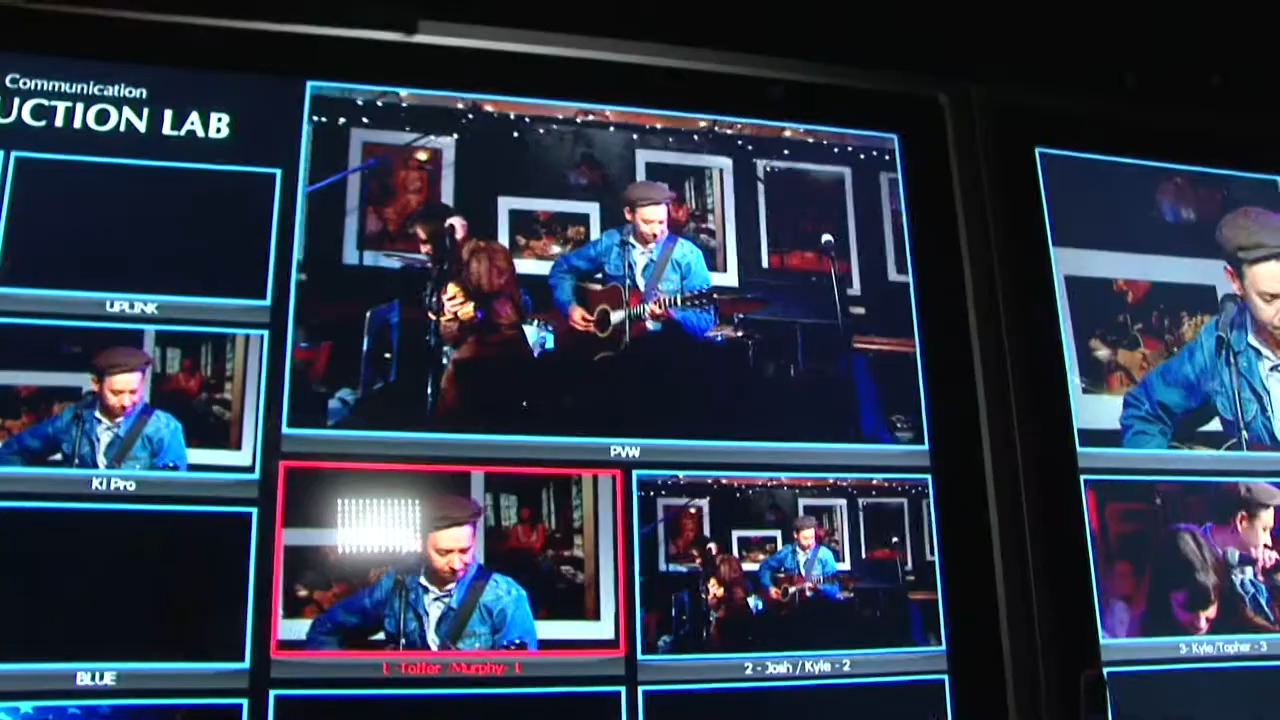 Communication
UCTION LAB
UPLINK
PVW
Ki Pro
1 -Toffer /Murphy- 1
2 - Josh / Kyle - 2
3- Kyle/Topher - 3
BLUE